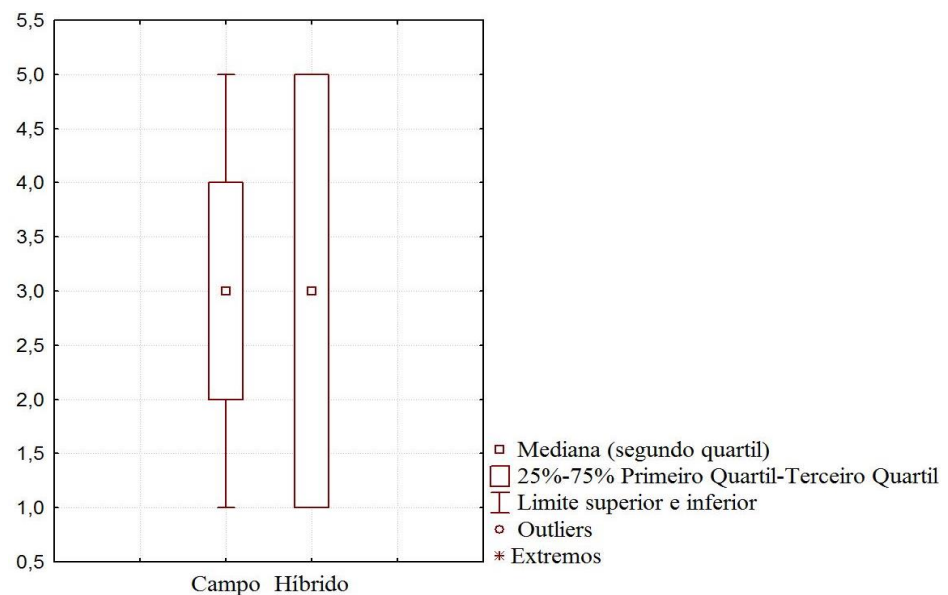 5,5
5,0
4,5
4,0
3,5
3,0
2,5
2,0
1,5
1,0
0,5
Campo Híbrido
Mediana (segundo quartil)
25%-75% Primeiro Quartil-Terceiro Quartil
Limite superior e inferior
Outliers
Extremos